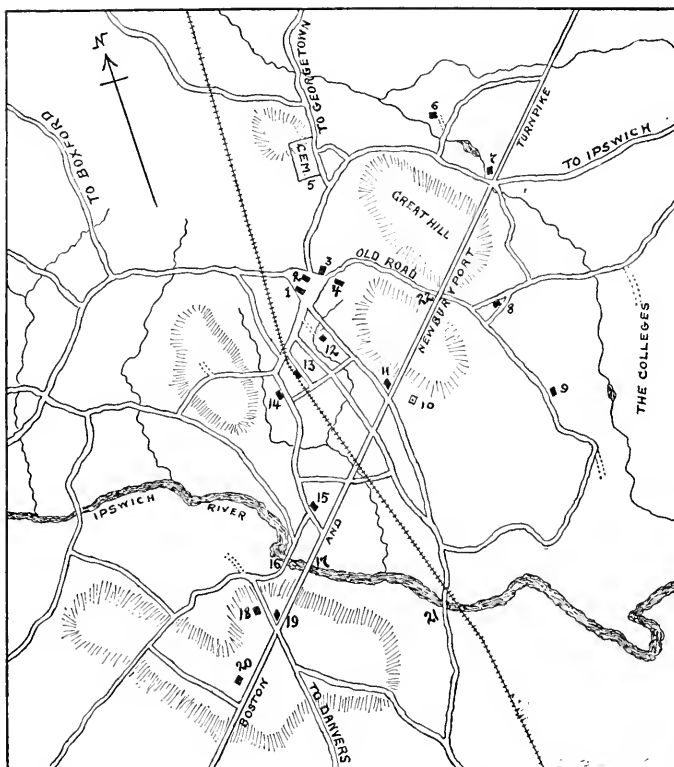 N
TO GEORGETOWN
TO BOXFORD
CEM.
5
6
7
TURNPIKE
TO IPSWICH
GREAT HILL
OLD ROAD
NEWBURYPORT
THE COLLEGES
1
2
3
4
22
8
9
10
11
12
13
14
15
IPSWICH RIVER
AND
16
17
18
19
20
21
BOSTON
TO DANVERS